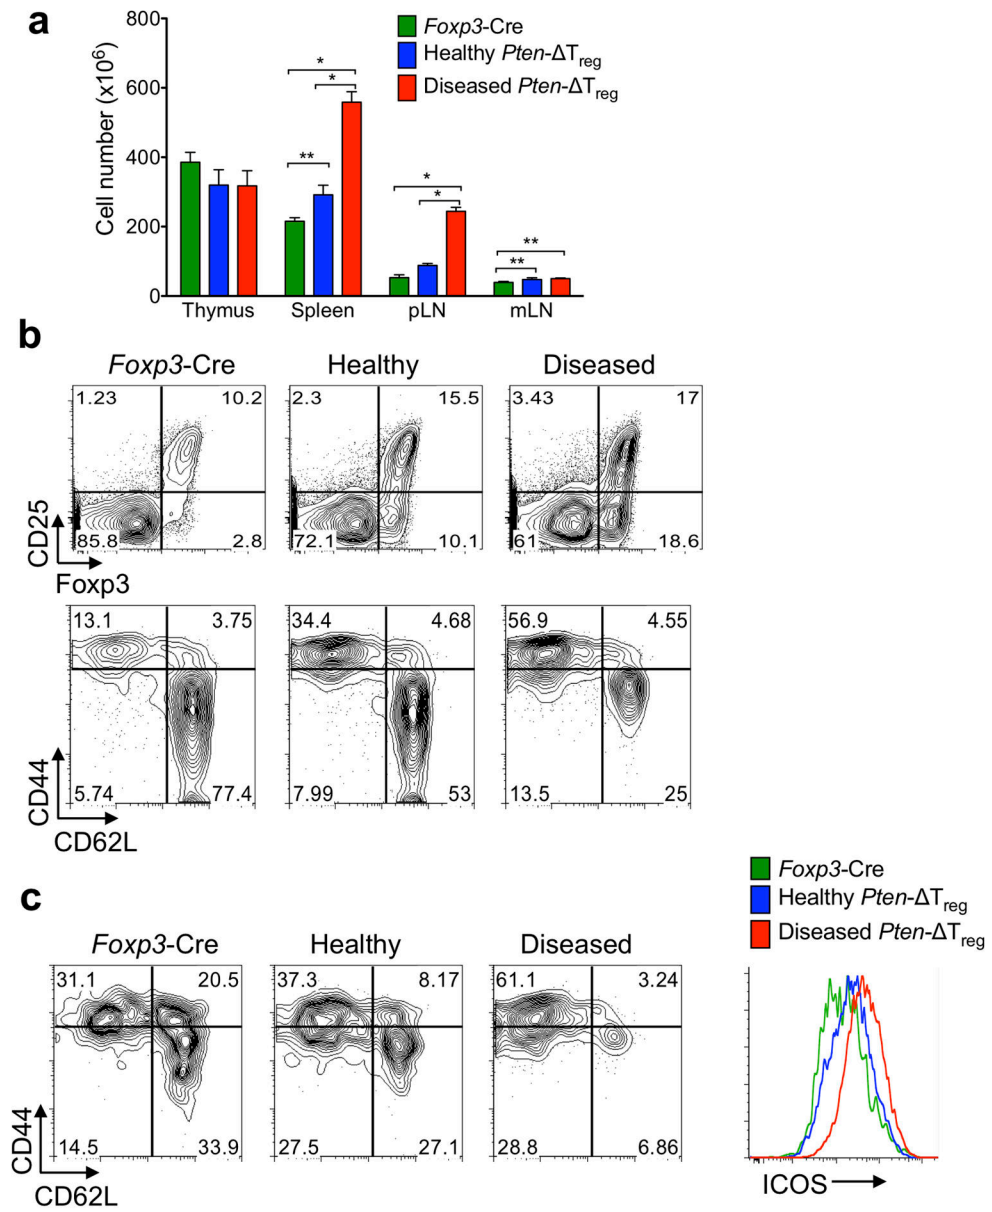 a
800
600
400
200
0
Cell number (x10⁶)
Foxp3-Cre
Healthy Pten-ΔTreg
Diseased Pten-ΔTreg
*
*
**
*
*
**
**
Thymus Spleen pLN mLN
b
Foxp3-Cre Healthy Diseased
1.23 10.2 2.3 15.5 3.43 17
85.8 2.8 72.1 10.1 61 18.6
CD25
Foxp3
13.1 3.75 34.4 4.68 56.9 4.55
5.74 77.4 7.99 53 13.5 25
CD44
CD62L
c
Foxp3-Cre Healthy Diseased
31.1 20.5 37.3 8.17 61.1 3.24
14.5 33.9 27.5 27.1 28.8 6.86
CD44
CD62L
Foxp3-Cre
Healthy Pten-ΔTreg
Diseased Pten-ΔTreg
ICOS